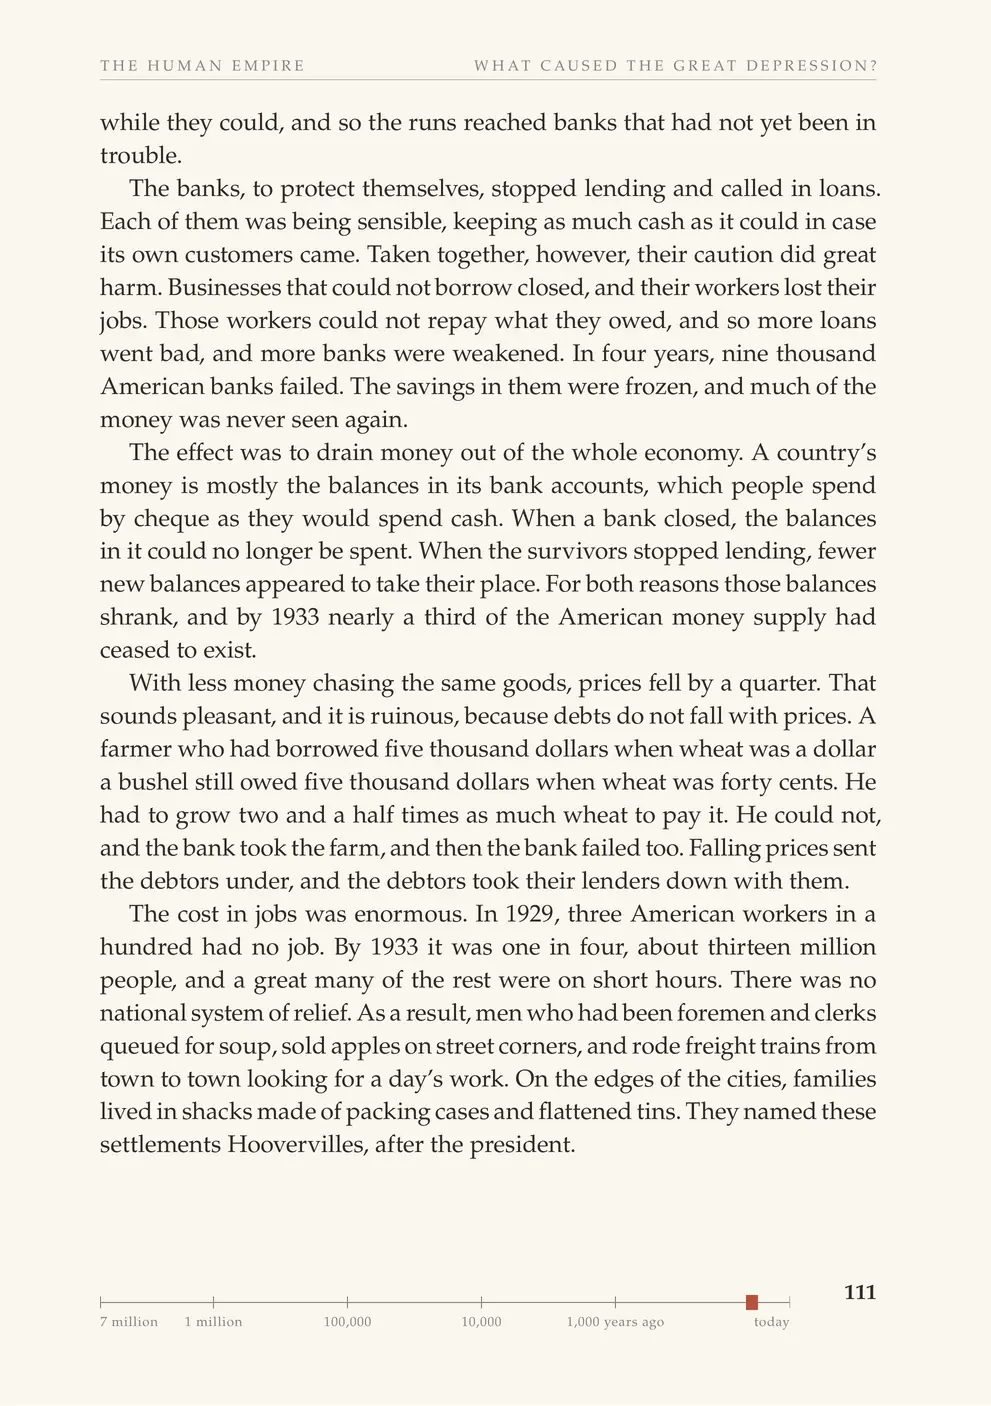 THE HUMAN EMPIRE WHAT CAUSED THE GREAT DEPRESSION?
while they could, and so the runs reached banks that had not yet been in
trouble.
The banks, to protect themselves, stopped lending and called in loans.
Each of them was being sensible, keeping as much cash as it could in case
its own customers came. Taken together, however, their caution did great
harm. Businesses that could not borrow closed, and their workers lost their
jobs. Those workers could not repay what they owed, and so more loans
went bad, and more banks were weakened. In four years, nine thousand
American banks failed. The savings in them were frozen, and much of the
money was never seen again.
The effect was to drain money out of the whole economy. A country’s
money is mostly the balances in its bank accounts, which people spend
by cheque as they would spend cash. When a bank closed, the balances
in it could no longer be spent. When the survivors stopped lending, fewer
new balances appeared to take their place. For both reasons those balances
shrank, and by 1933 nearly a third of the American money supply had
ceased to exist.
With less money chasing the same goods, prices fell by a quarter. That
sounds pleasant, and it is ruinous, because debts do not fall with prices. A
farmer who had borrowed five thousand dollars when wheat was a dollar
a bushel still owed five thousand dollars when wheat was forty cents. He
had to grow two and a half times as much wheat to pay it. He could not,
and the bank took the farm, and then the bank failed too. Falling prices sent
the debtors under, and the debtors took their lenders down with them.
The cost in jobs was enormous. In 1929, three American workers in a
hundred had no job. By 1933 it was one in four, about thirteen million
people, and a great many of the rest were on short hours. There was no
national system of relief. As a result, men who had been foremen and clerks
queued for soup, sold apples on street corners, and rode freight trains from
town to town looking for a day’s work. On the edges of the cities, families
lived in shacks made of packing cases and flattened tins. They named these
settlements Hoovervilles, after the president.
111
7 million 1 million 100,000 10,000 1,000 years ago today